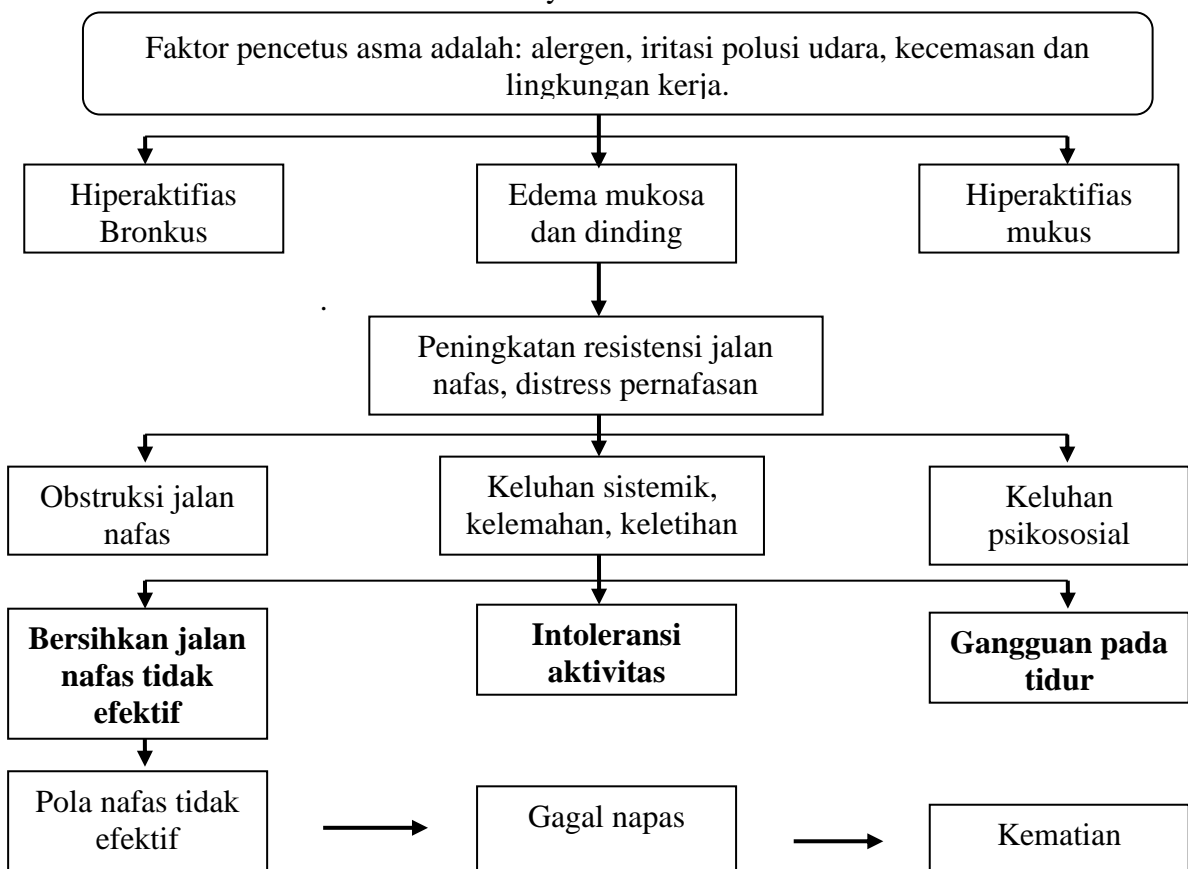 Faktor pencetus asma adalah: alergen, iritasi polusi udara, kecemasan dan
lingkungan kerja.
Hiperaktifias
Bronkus
Edema mukosa
dan dinding
Hiperaktifias
mukus
.
Peningkatan resistensi jalan
nafas, distress pernafasan
Obstruksi jalan
nafas
Keluhan sistemik,
kelemahan, keletihan
Keluhan
psikososial
Bersihkan jalan
nafas tidak
efektif
Intoleransi
aktivitas
Gangguan pada
tidur
Pola nafas tidak
efektif
Gagal napas
Kematian